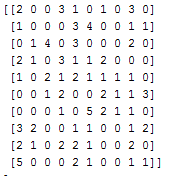 [[2 0 0 3 1 0 1 0 3 0]
[1 0 0 0 3 4 0 0 1 1]
[0 1 4 0 3 0 0 0 2 0]
[2 1 0 3 1 1 2 0 0 0]
[1 0 2 1 2 1 1 1 1 0]
[0 0 1 2 0 0 2 1 1 3]
[0 0 0 1 0 5 2 1 1 0]
[3 2 0 0 1 1 0 0 1 2]
[2 1 0 2 2 1 0 0 2 0]
[5 0 0 0 2 1 0 0 1 1]]